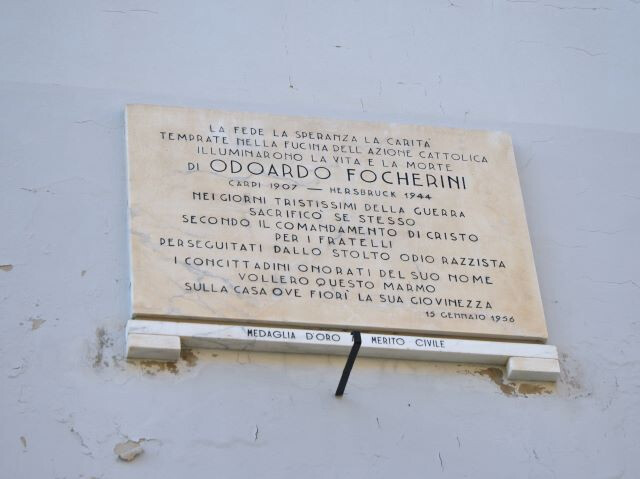 LA FEDE LA SPERANZA LA CARITA'
TEMPRATE NELLA FUCINA DELL'AZIONE CATTOLICA
ILLUMINARONO LA VITA E LA MORTE
DI ODOARDO FOCHERINI
CARPI 1907 — HERSBRUCK 1944
NEI GIORNI TRISTISSIMI DELLA GUERRA
SACRIFICO' SE STESSO
SECONDO IL COMANDAMENTO DI CRISTO
PER I FRATELLI
PERSEGUITATI DALLO STOLTO ODIO RAZZISTA
I CONCITTADINI ONORATI DEL SUO NOME
VOLLERO QUESTO MARMO
SULLA CASA OVE FIORÌ LA SUA GIOVINEZZA
15 GENNAIO 1956
MEDAGLIA D'ORO MERITO CIVILE